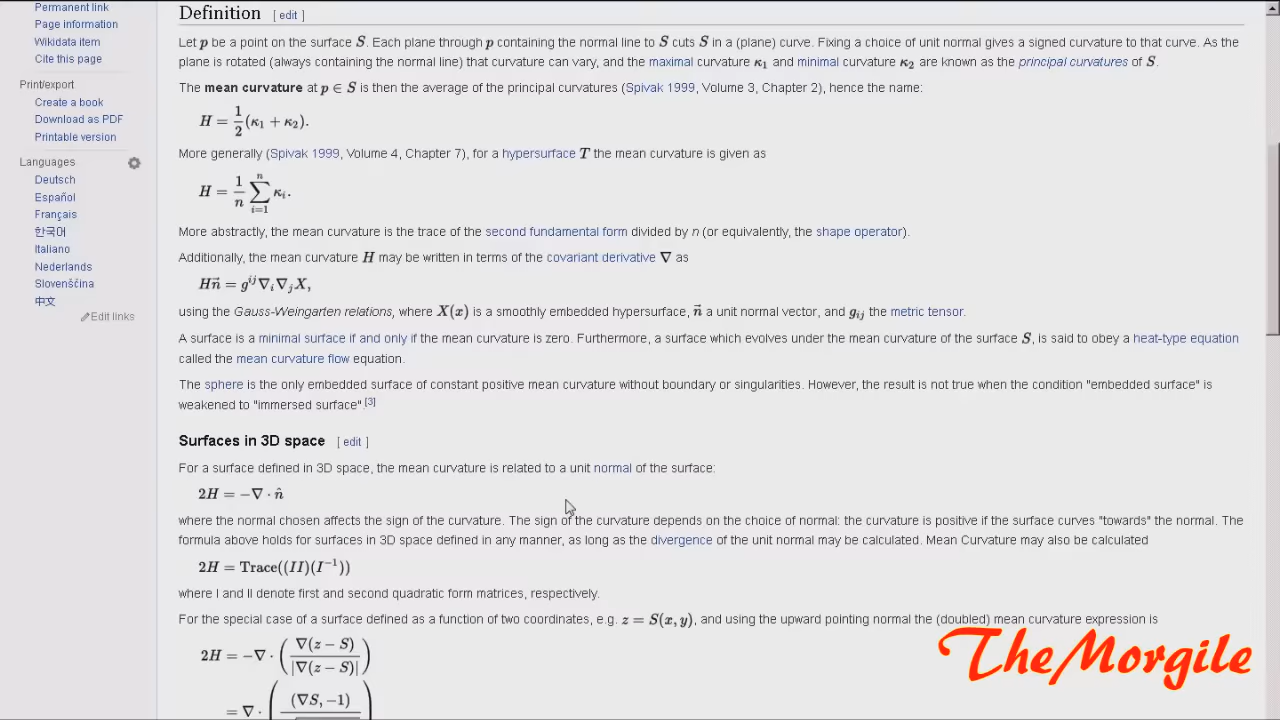 Permanent link
Page information
Wikidata item
Cite this page
Print/export
Create a book
Download as PDF
Printable version
Languages
Deutsch
Español
Français
한국어
Italiano
Nederlands
Slovenščina
中文
Edit links
Definition [ edit ]
Let p be a point on the surface S. Each plane through p containing the normal line to S cuts S in a (plane) curve. Fixing a choice of unit normal gives a signed curvature to that curve. As the
plane is rotated (always containing the normal line) that curvature can vary, and the maximal curvature κ₁ and minimal curvature κ₂ are known as the principal curvatures of S.
The mean curvature at p ∈ S is then the average of the principal curvatures (Spivak 1999, Volume 3, Chapter 2), hence the name:
H = 1/2 (κ₁ + κ₂).
More generally (Spivak 1999, Volume 4, Chapter 7), for a hypersurface T the mean curvature is given as
H = 1/n ∑_{i=1}^{n} κᵢ.
More abstractly, the mean curvature is the trace of the second fundamental form divided by n (or equivalently, the shape operator).
Additionally, the mean curvature H may be written in terms of the covariant derivative ∇ as
Hn⃗ = g^{ij}∇ᵢ∇ⱼX,
using the Gauss-Weingarten relations, where X(x) is a smoothly embedded hypersurface, n⃗ a unit normal vector, and g_{ij} the metric tensor.
A surface is a minimal surface if and only if the mean curvature is zero. Furthermore, a surface which evolves under the mean curvature of the surface S, is said to obey a heat-type equation
called the mean curvature flow equation.
The sphere is the only embedded surface of constant positive mean curvature without boundary or singularities. However, the result is not true when the condition "embedded surface" is
weakened to "immersed surface".[3]
Surfaces in 3D space [ edit ]
For a surface defined in 3D space, the mean curvature is related to a unit normal of the surface:
2H = −∇ · n̂
where the normal chosen affects the sign of the curvature. The sign of the curvature depends on the choice of normal: the curvature is positive if the surface curves "towards" the normal. The
formula above holds for surfaces in 3D space defined in any manner, as long as the divergence of the unit normal may be calculated. Mean Curvature may also be calculated
2H = Trace((II)(I⁻¹))
where I and II denote first and second quadratic form matrices, respectively.
For the special case of a surface defined as a function of two coordinates, e.g. z = S(x, y), and using the upward pointing normal the (doubled) mean curvature expression is
2H = −∇ · (∇(z − S) / |∇(z − S)|)
= ∇ · ( (∇S, −1)
TheMorgile